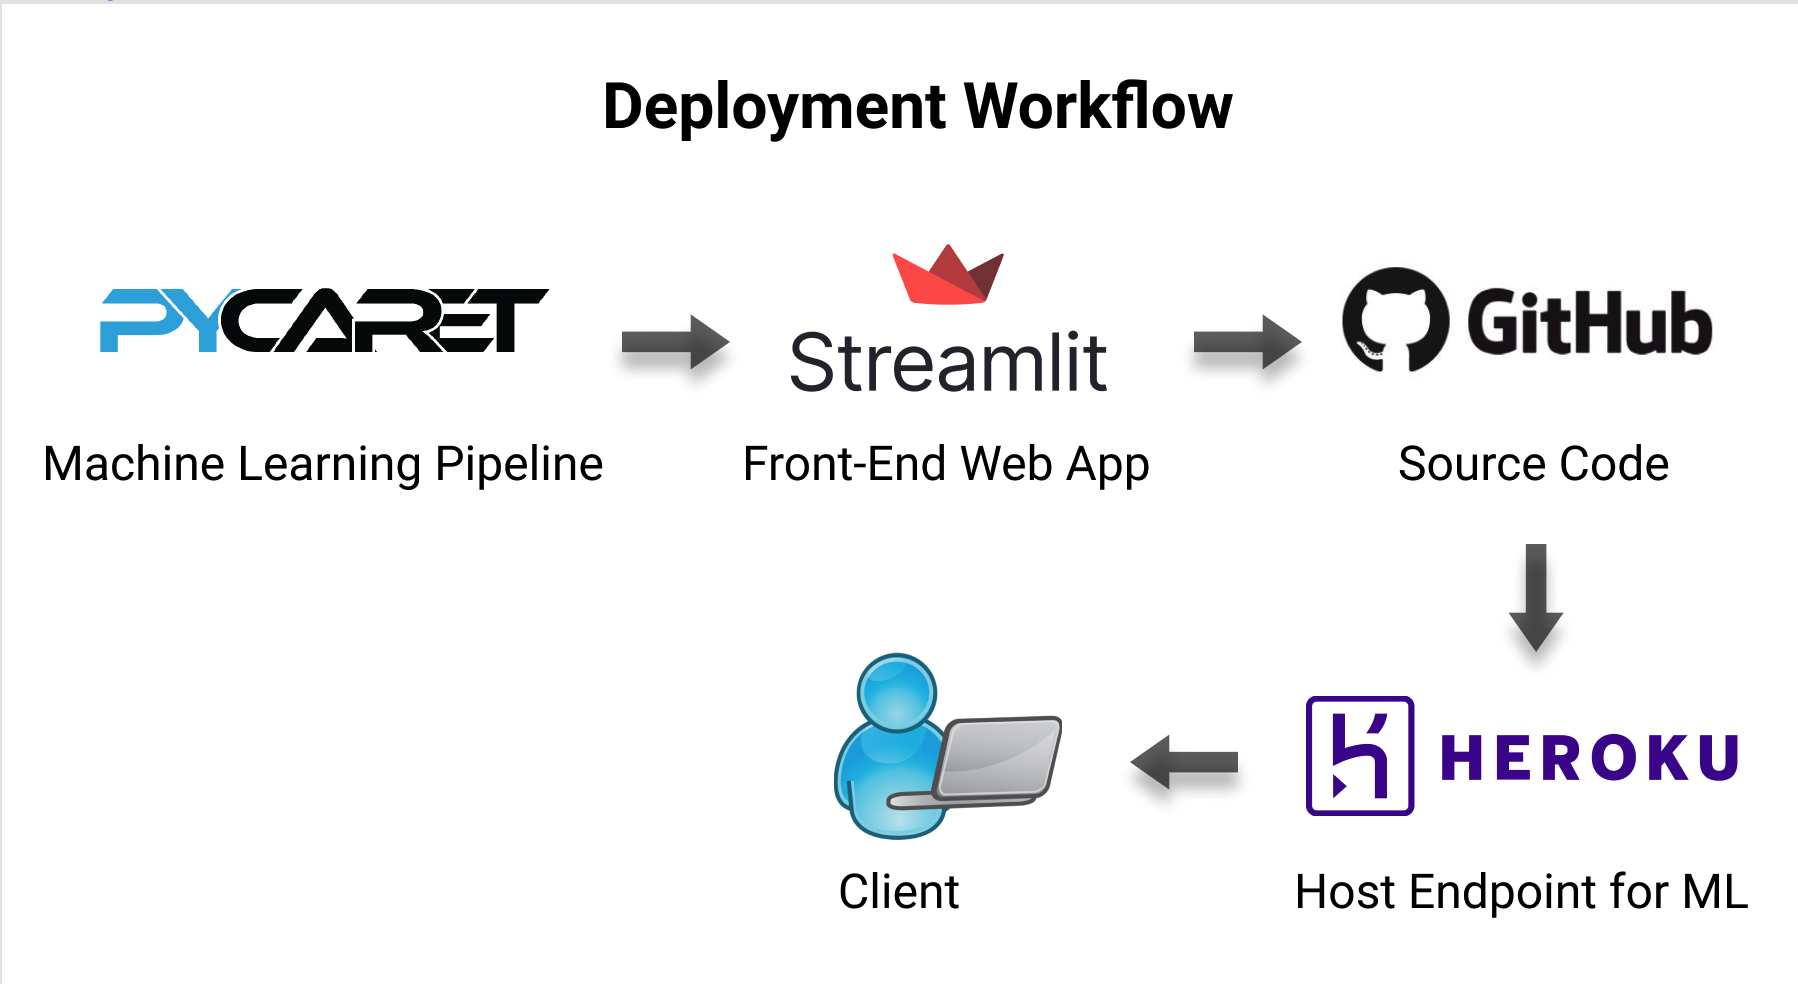 Deployment Workflow
PYCARET
Streamlit
GitHub
Machine Learning Pipeline
Front-End Web App
Source Code
HEROKU
Client
Host Endpoint for ML